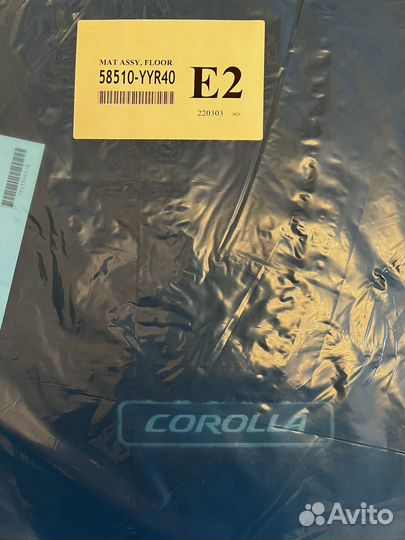 MAT ASSY, FLOOR
58510-YYR40
E2
220303
COROLLA
Avito